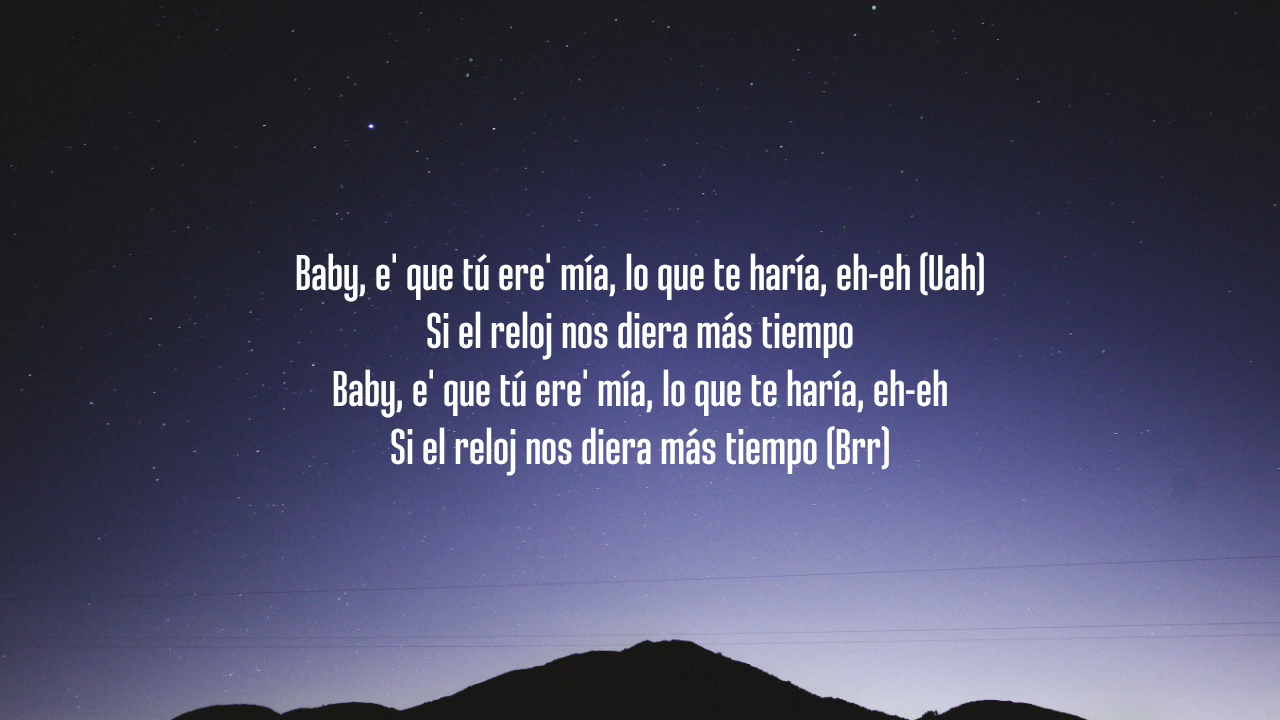 Baby, e' que tú ere' mía, lo que te haría, eh-eh (Uah)
Si el reloj nos diera más tiempo
Baby, e' que tú ere' mía, lo que te haría, eh-eh
Si el reloj nos diera más tiempo (Brr)